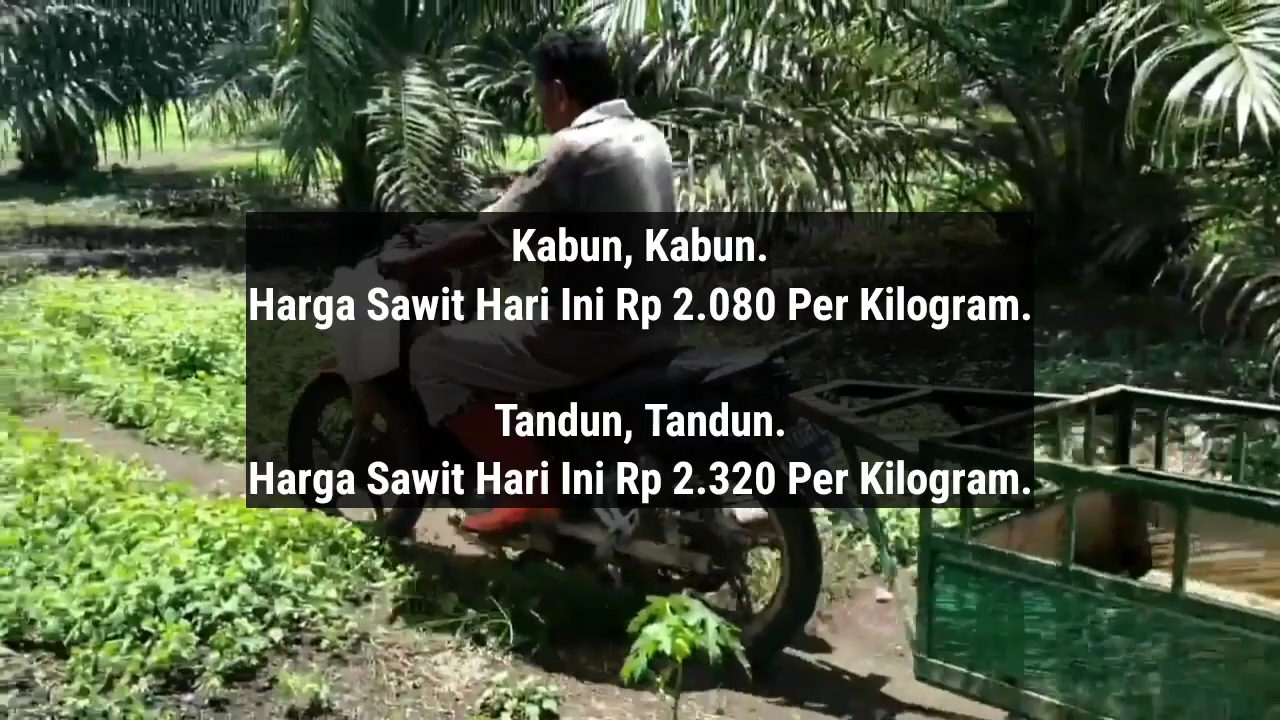 Kabun, Kabun.
Harga Sawit Hari Ini Rp 2.080 Per Kilogram.
Tandun, Tandun.
Harga Sawit Hari Ini Rp 2.320 Per Kilogram.